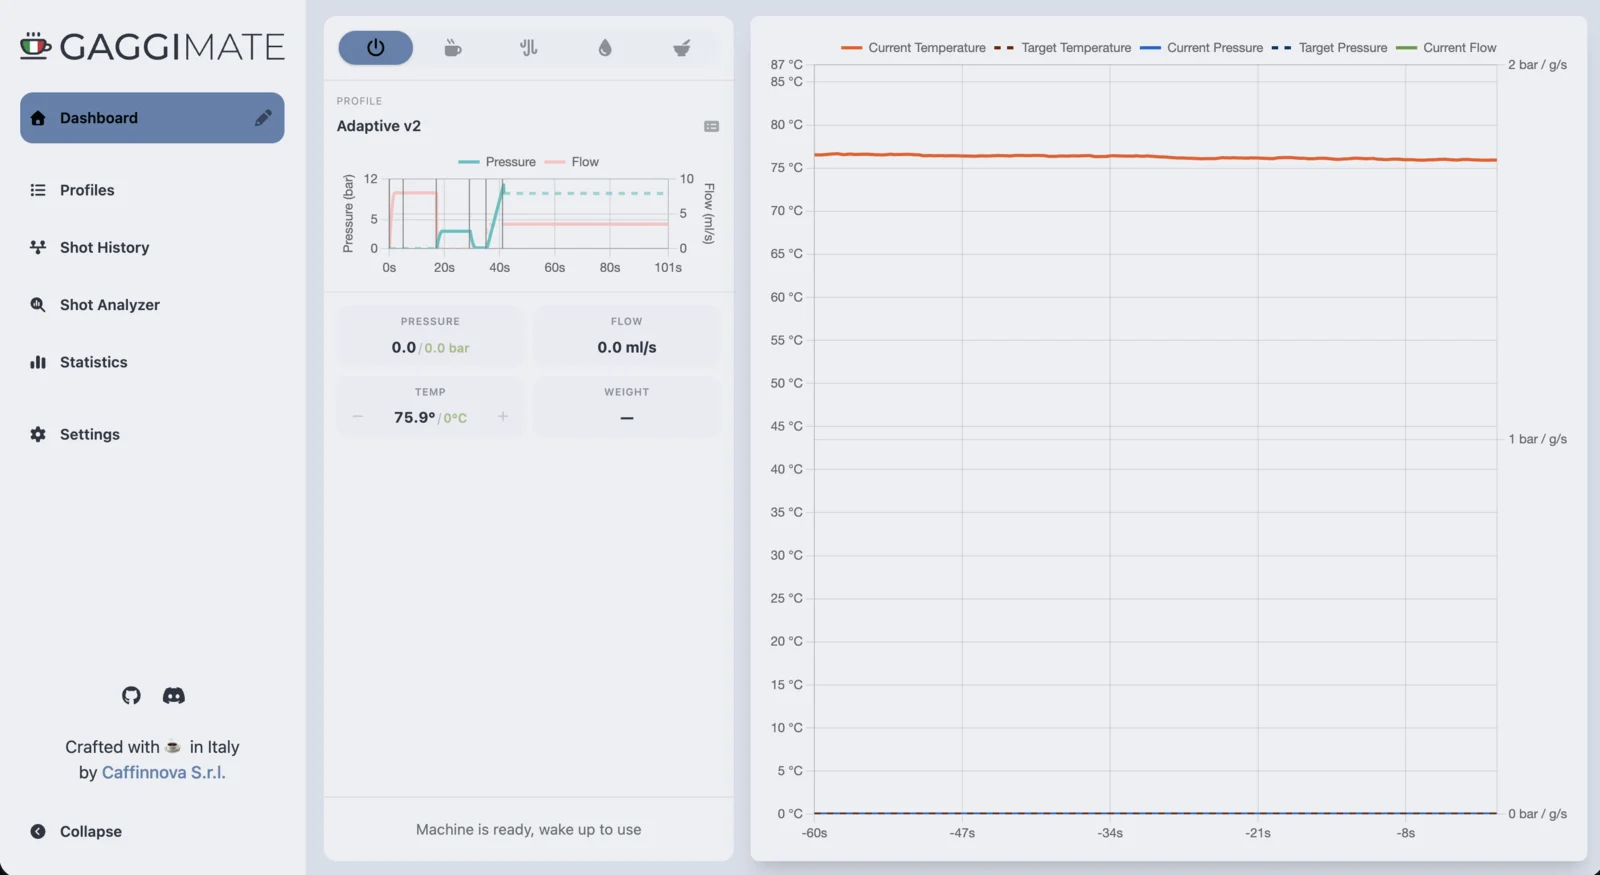 GAGGIMATE
Dashboard
Profiles
Shot History
Shot Analyzer
Statistics
Settings
Crafted with ☕ in Italy
by Caffinnova S.r.l.
Collapse
PROFILE
Adaptive v2
Pressure Flow
Pressure (bar)
12
5
0
10
5
0
Flow (ml/s)
0s 20s 40s 60s 80s 101s
PRESSURE
0.0/0.0 bar
FLOW
0.0 ml/s
TEMP
− 75.9°/0°C +
WEIGHT
—
Machine is ready, wake up to use
Current Temperature Target Temperature Current Pressure Target Pressure Current Flow
87 °C
85 °C
80 °C
75 °C
70 °C
65 °C
60 °C
55 °C
50 °C
45 °C
40 °C
35 °C
30 °C
25 °C
20 °C
15 °C
10 °C
5 °C
0 °C
2 bar / g/s
1 bar / g/s
0 bar / g/s
-60s -47s -34s -21s -8s